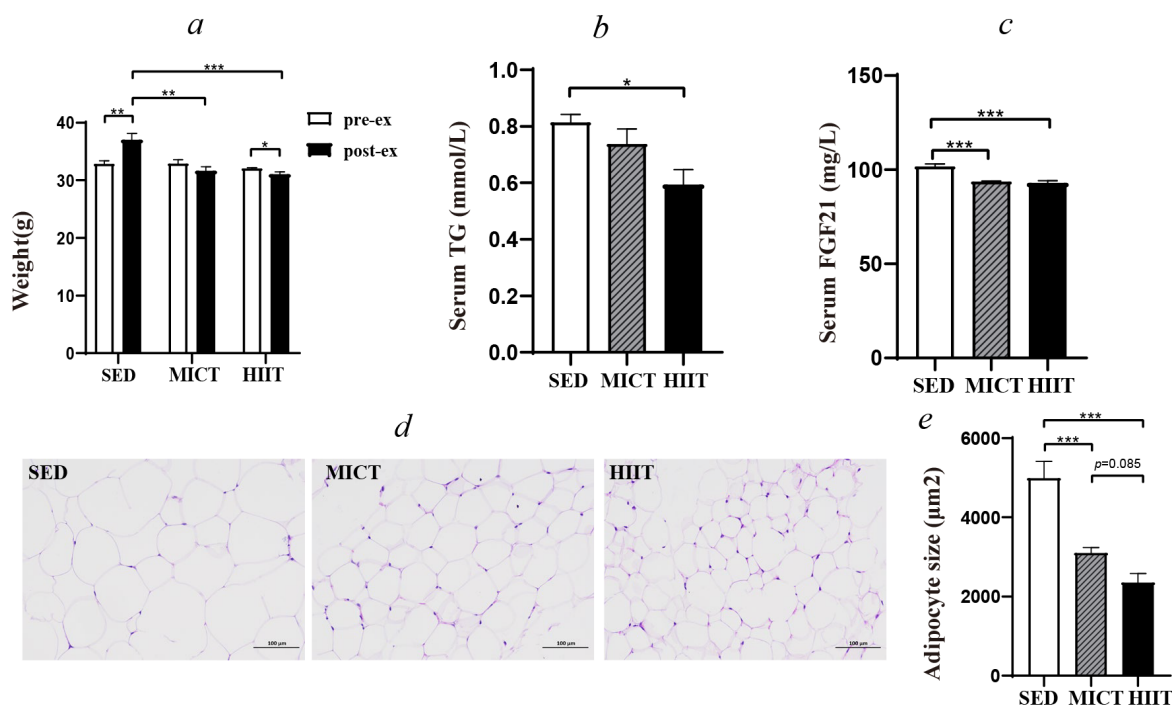 a
***
**
**
*
pre-ex
post-ex
Weight(g)
40
30
20
10
0
SED MICT HIIT
b
*
Serum TG (mmol/L)
1.0
0.8
0.6
0.4
0.2
0.0
SED MICT HIIT
c
***
***
Serum FGF21 (mg/L)
150
100
50
0
SED MICT HIIT
d
SED
100 μm
MICT
100 μm
HIIT
100 μm
e
***
***
p=0.085
Adipocyte size (μm2)
6000
4000
2000
0
SED MICT HIIT